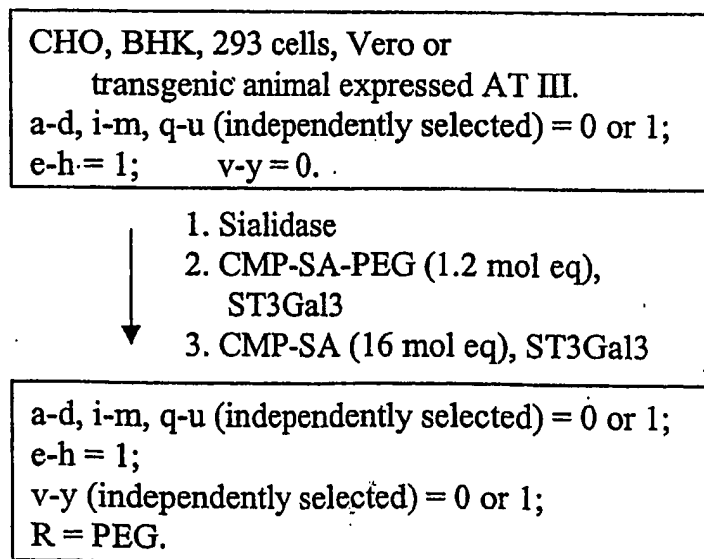 CHO, BHK, 293 cells, Vero or
transgenic animal expressed AT III.
a-d, i-m, q-u (independently selected) = 0 or 1;
e-h = 1; v-y = 0.
1. Sialidase
2. CMP-SA-PEG (1.2 mol eq),
ST3Gal3
3. CMP-SA (16 mol eq), ST3Gal3
a-d, i-m, q-u (independently selected) = 0 or 1;
e-h = 1;
v-y (independently selected) = 0 or 1;
R = PEG.